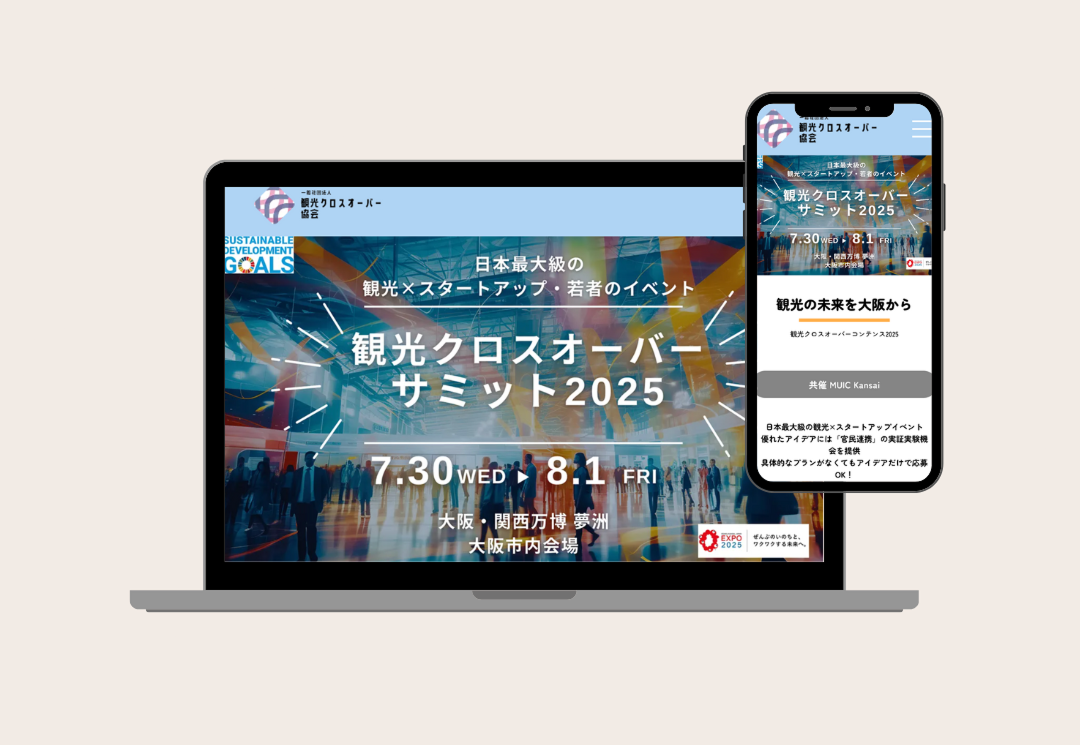 一般社団法人
観光クロスオーバー
協会
SUSTAINABLE
DEVELOPMENT
GOALS
日本最大級の
観光×スタートアップ・若者のイベント
観光クロスオーバー
サミット2025
7.30 WED ▶ 8.1 FRI
大阪・関西万博 夢洲
大阪市内会場
EXPO
2025
ぜんぶのいのちと、
ワクワクする未来へ。
一般社団法人
観光クロスオーバー
協会
日本最大級の
観光×スタートアップ・若者のイベント
観光クロスオーバー
サミット2025
7.30 WED ▶ 8.1 FRI
大阪・関西万博 夢洲
大阪市内会場
観光の未来を大阪から
観光クロスオーバーコンテンス2025
共催 MUIC Kansai
日本最大級の観光×スタートアップイベント
優れたアイデアには「官民連携」の実証実験機
会を提供
具体的なプランがなくてもアイデアだけで応募
OK！